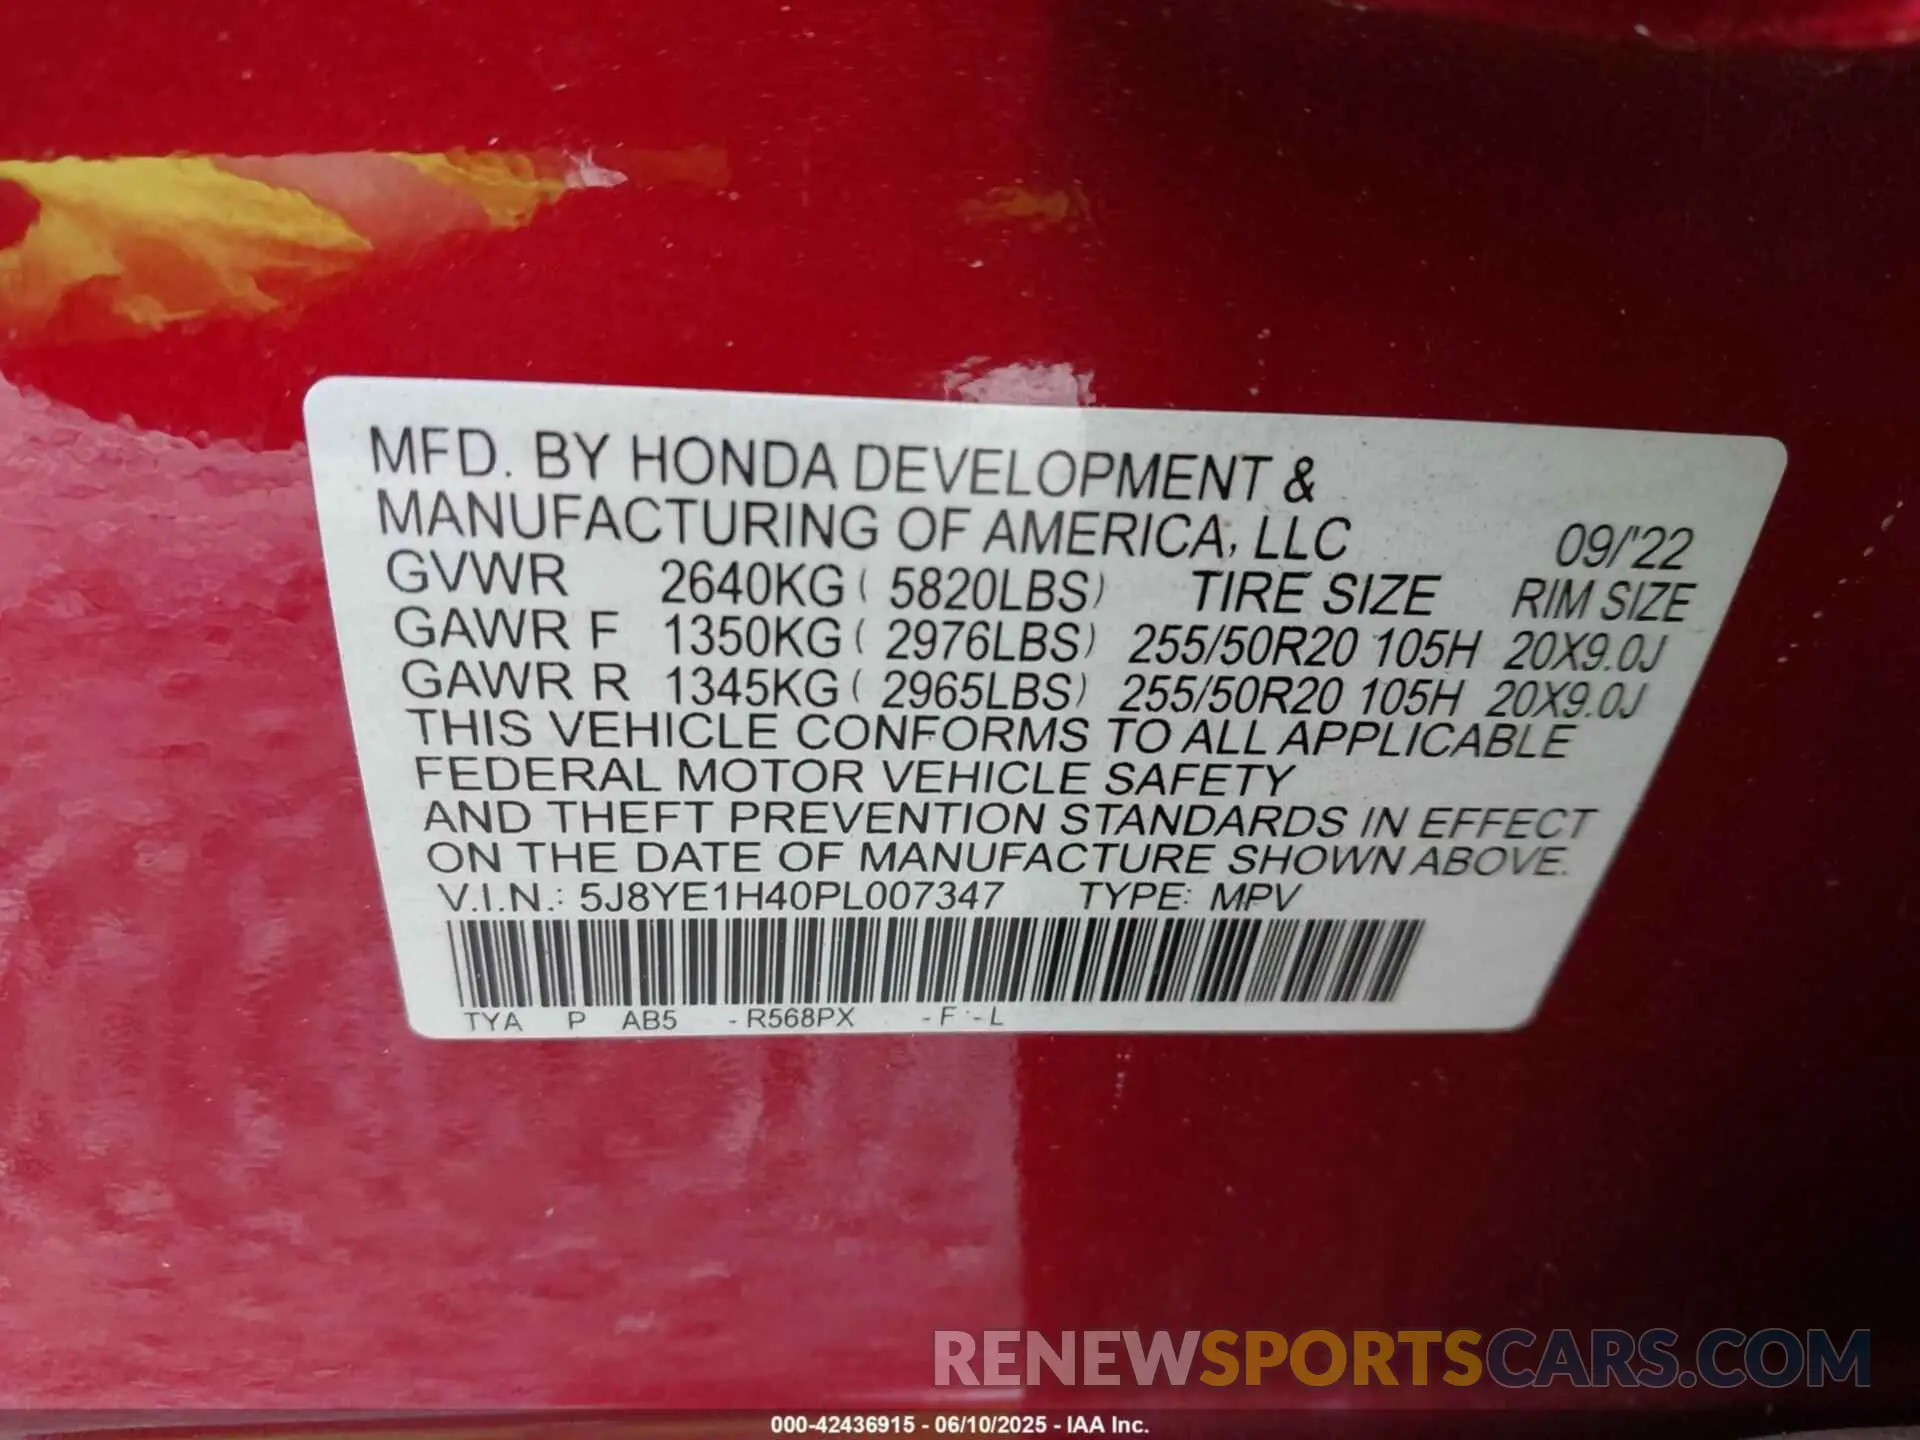 MFD. BY HONDA DEVELOPMENT &
MANUFACTURING OF AMERICA, LLC 09/'22
GVWR 2640KG ( 5820LBS) TIRE SIZE RIM SIZE
GAWR F 1350KG ( 2976LBS) 255/50R20 105H 20X9.0J
GAWR R 1345KG ( 2965LBS) 255/50R20 105H 20X9.0J
THIS VEHICLE CONFORMS TO ALL APPLICABLE
FEDERAL MOTOR VEHICLE SAFETY
AND THEFT PREVENTION STANDARDS IN EFFECT
ON THE DATE OF MANUFACTURE SHOWN ABOVE.
V.I.N.: 5J8YE1H40PL007347 TYPE: MPV
TYA P AB5 - R568PX - F - L
RENEWSPORTSCARS.COM
000-42436915 - 06/10/2025 - IAA Inc.